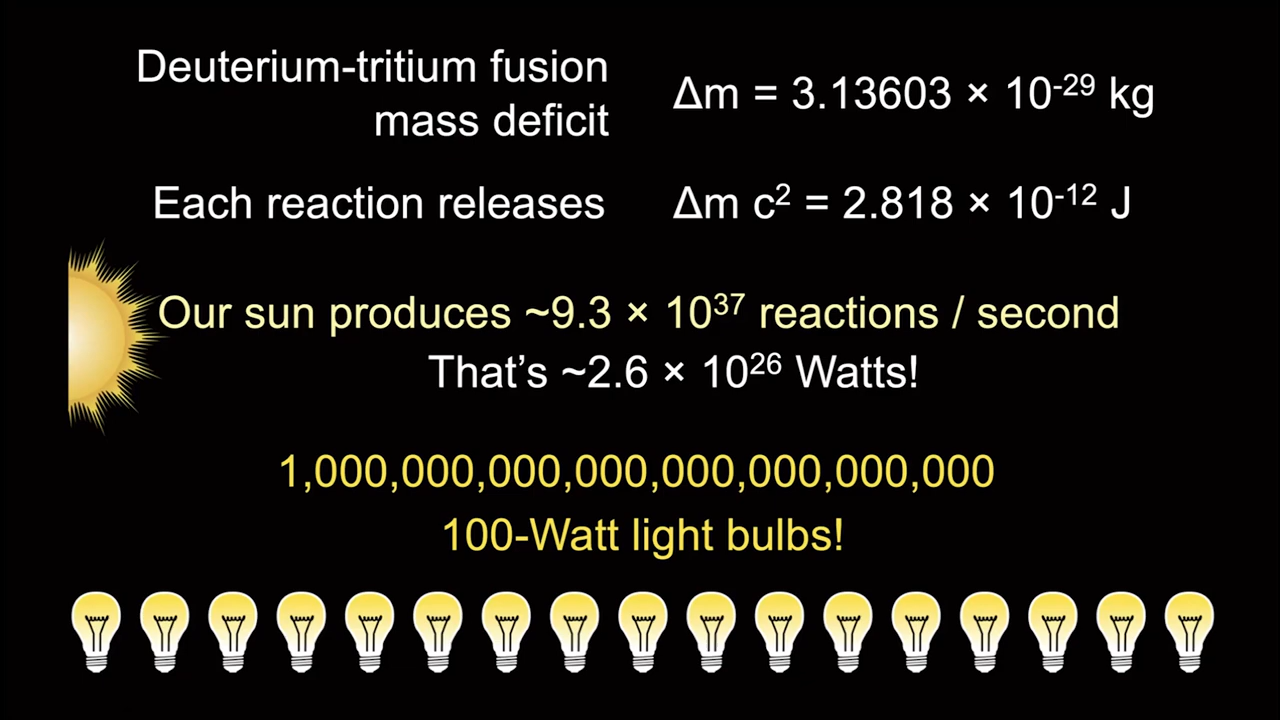 Deuterium-tritium fusion
mass deficit
Δm = 3.13603 × 10⁻²⁹ kg
Each reaction releases
Δm c² = 2.818 × 10⁻¹² J
Our sun produces ~9.3 × 10³⁷ reactions / second
That’s ~2.6 × 10²⁶ Watts!
1,000,000,000,000,000,000,000,000
100-Watt light bulbs!